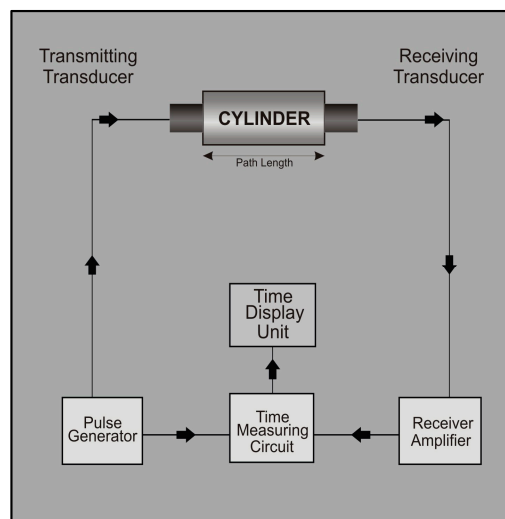 Transmitting
Transducer
Receiving
Transducer
CYLINDER
Path Length
Time
Display
Unit
Pulse
Generator
Time
Measuring
Circuit
Receiver
Amplifier